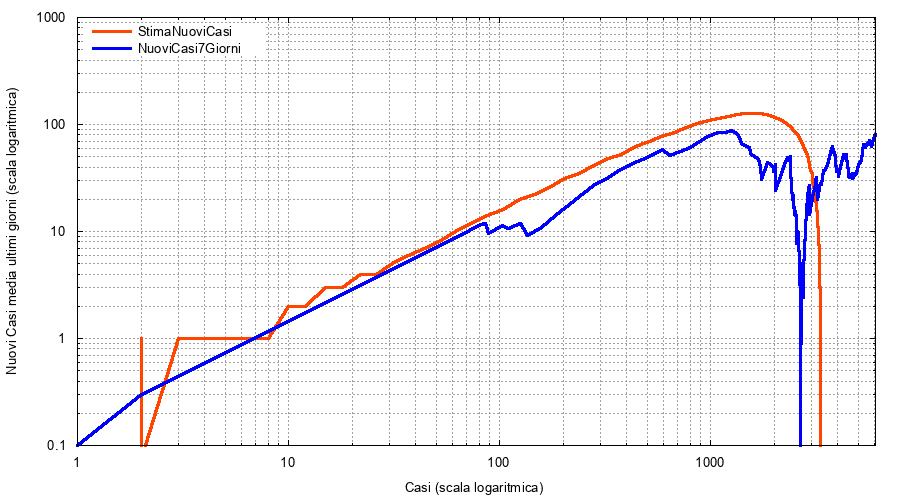 1000
StimaNuoviCasi
NuoviCasi7Giorni
100
10
1
0.1
Nuovi Casi media ultimi giorni (scala logaritmica)
1 10 100 1000
Casi (scala logaritmica)